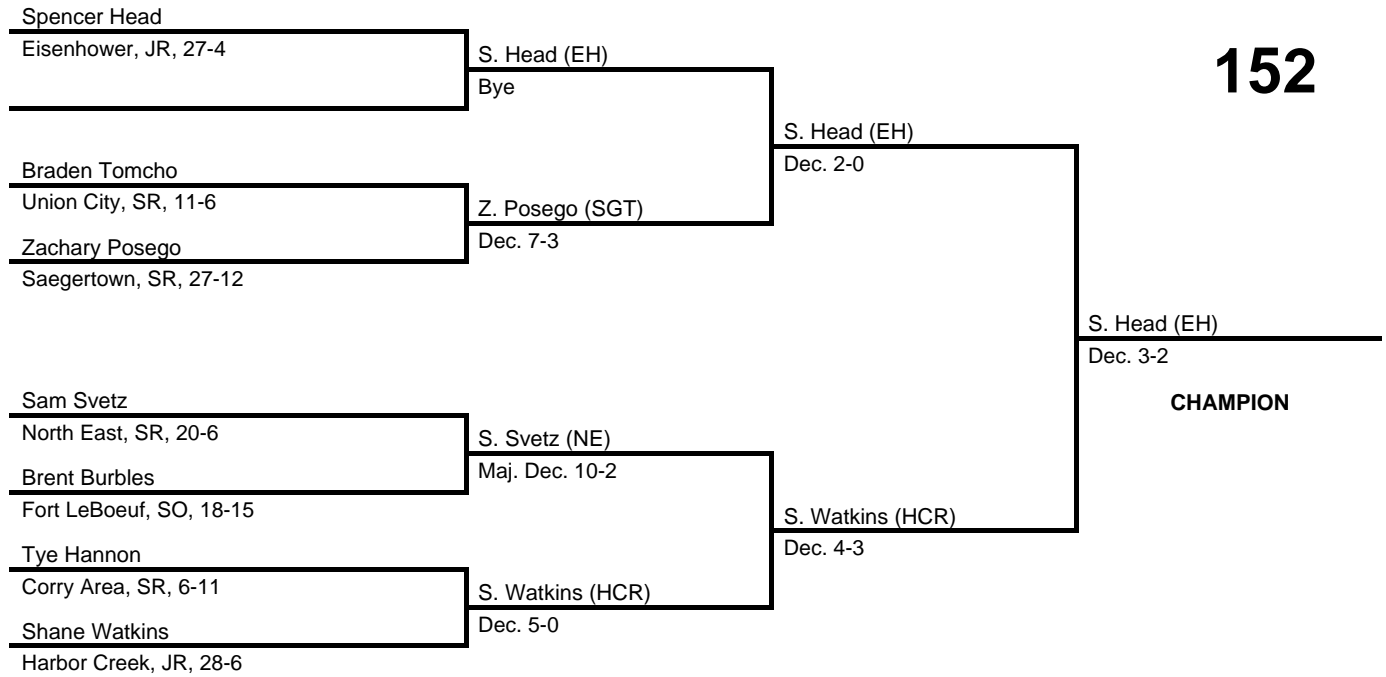 Spencer Head
Eisenhower, JR, 27-4
S. Head (EH)
Bye
152
S. Head (EH)
Dec. 2-0
Braden Tomcho
Union City, SR, 11-6
Z. Posego (SGT)
Dec. 7-3
Zachary Posego
Saegertown, SR, 27-12
S. Head (EH)
Dec. 3-2
CHAMPION
Sam Svetz
North East, SR, 20-6
S. Svetz (NE)
Maj. Dec. 10-2
Brent Burbles
Fort LeBoeuf, SO, 18-15
S. Watkins (HCR)
Dec. 4-3
Tye Hannon
Corry Area, SR, 6-11
S. Watkins (HCR)
Dec. 5-0
Shane Watkins
Harbor Creek, JR, 28-6